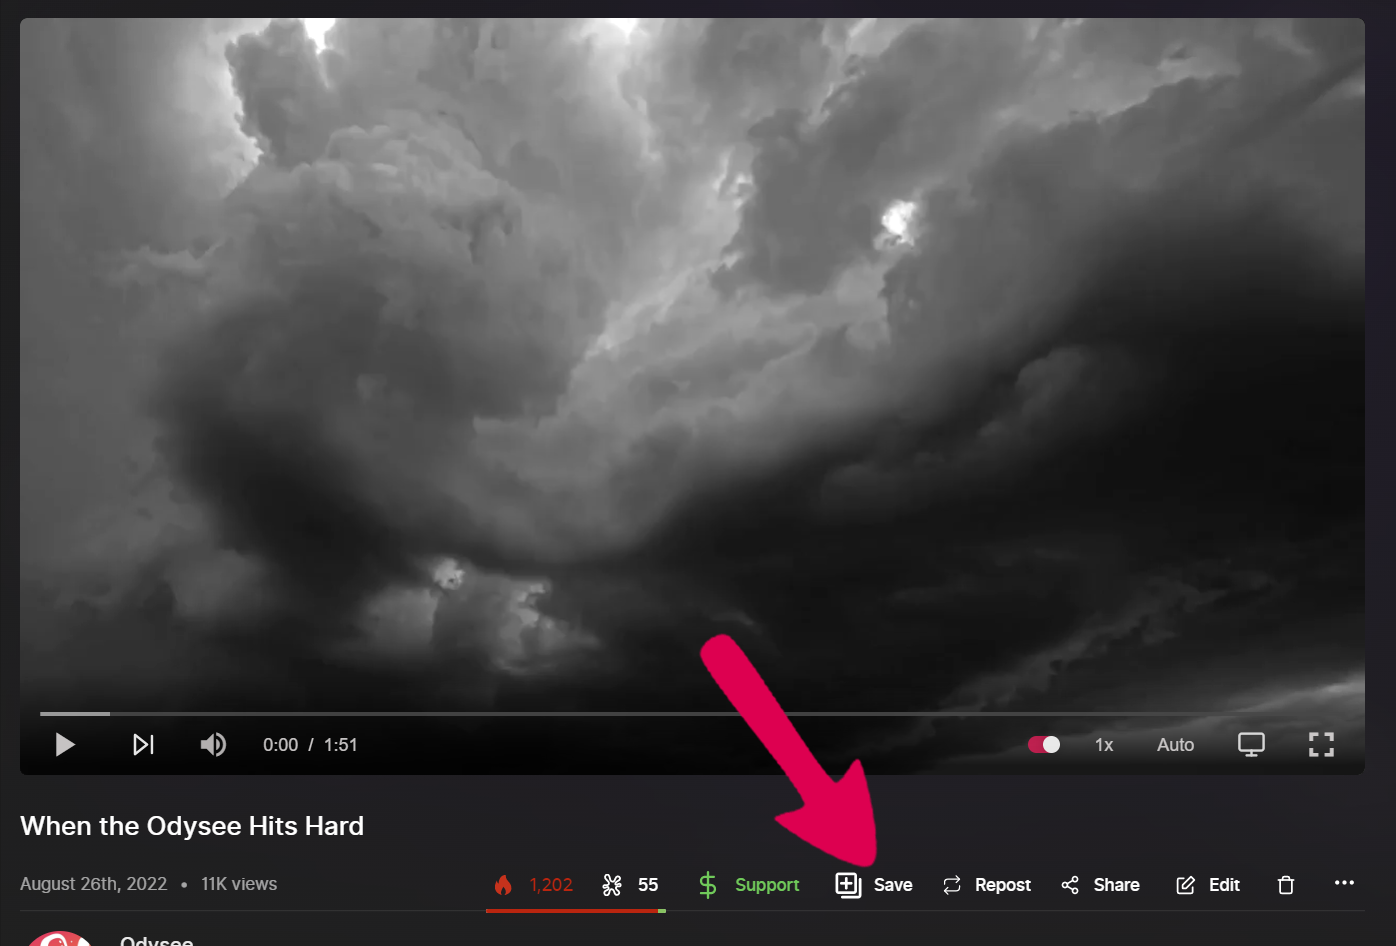 0:00 / 1:51
1x
Auto
When the Odysee Hits Hard
August 26th, 2022 • 11K views
1,202
55
Support
Save
Repost
Share
Edit
Odysee